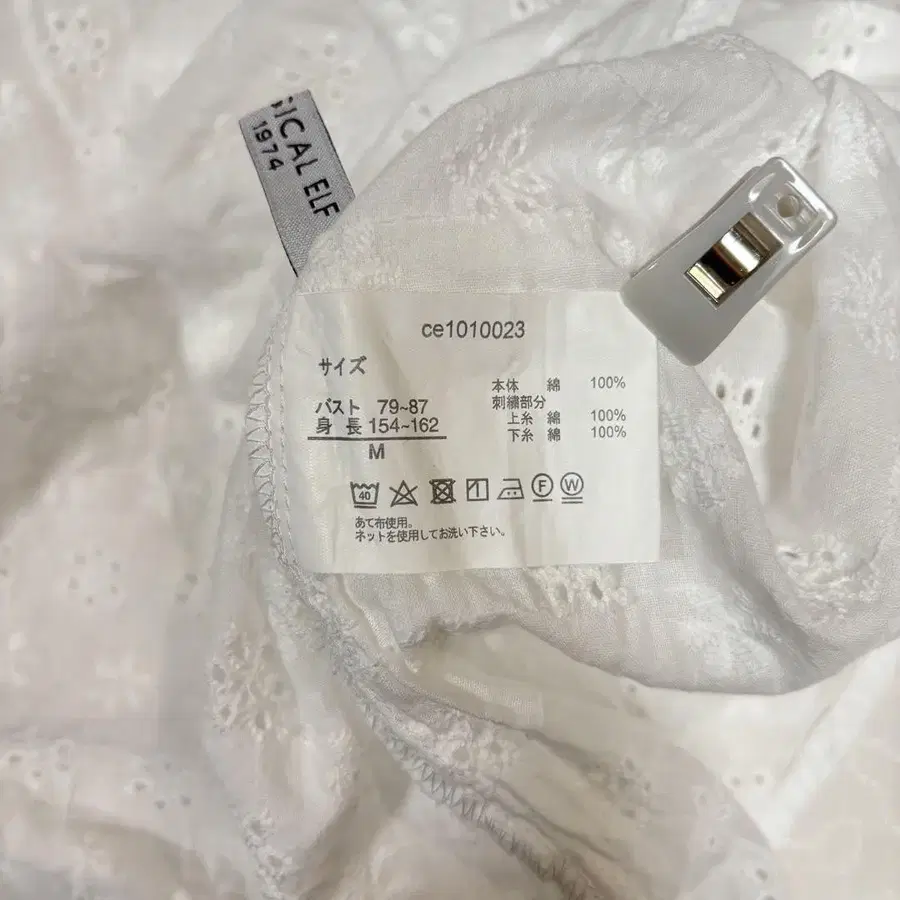 SICAL ELF
1974
ce1010023
サイズ
バスト 79~87
身長 154~162
M
本体 綿 100%
刺繍部分
上糸 綿 100%
下糸 綿 100%
40
F W
あて布使用。
ネットを使用してお洗い下さい。